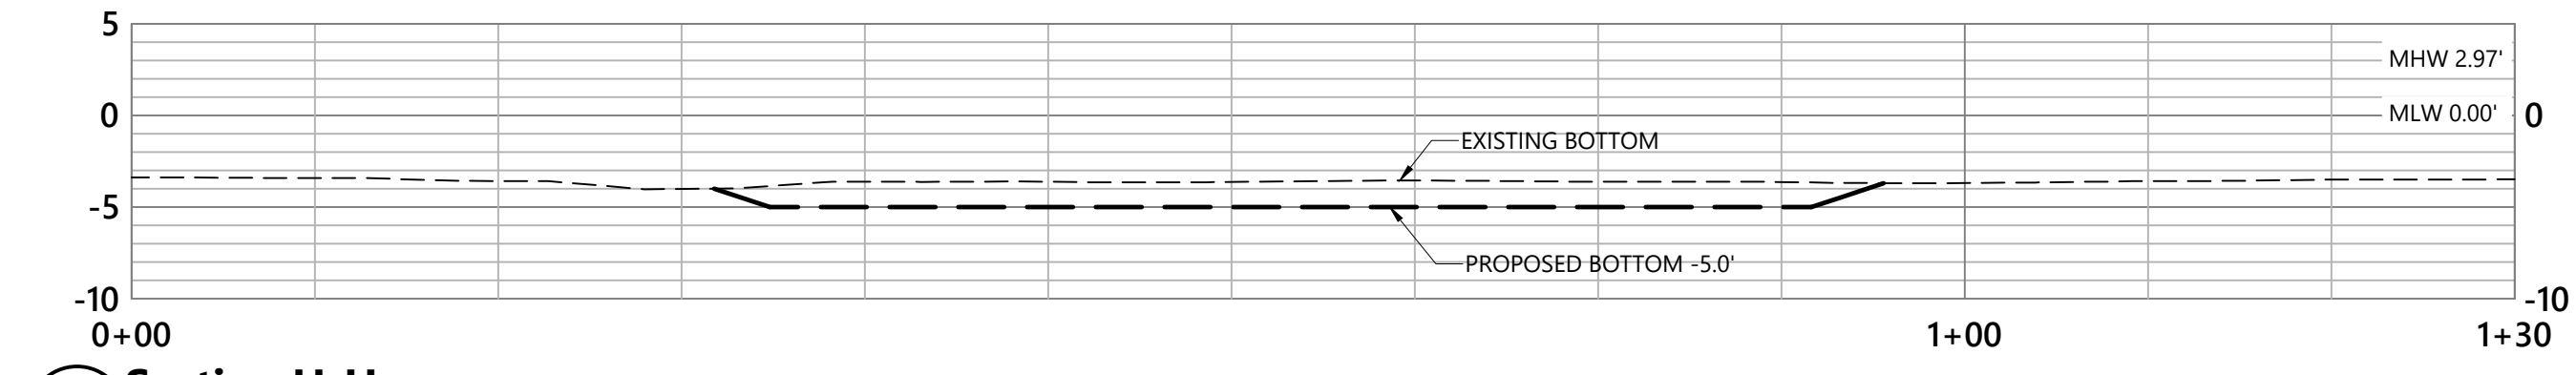 5
MHW 2.97'
0
MLW 0.00'
0
EXISTING BOTTOM
-5
PROPOSED BOTTOM -5.0'
-10
-10
0+00
1+00
1+30